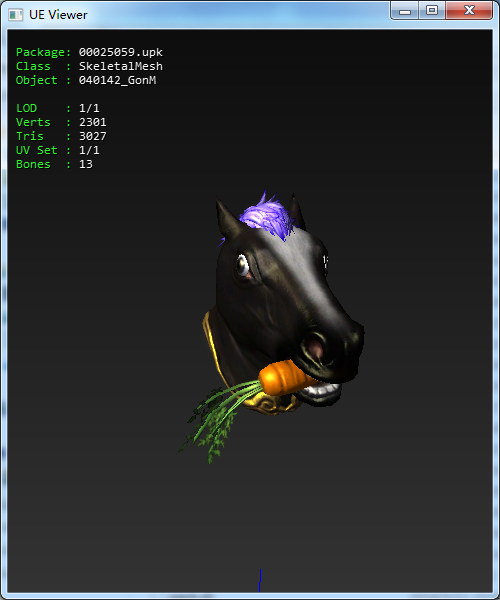 UE Viewer
Package: 00025059.upk
Class : SkeletalMesh
Object : 040142_GonM
LOD : 1/1
Verts : 2301
Tris : 3027
UV Set : 1/1
Bones : 13